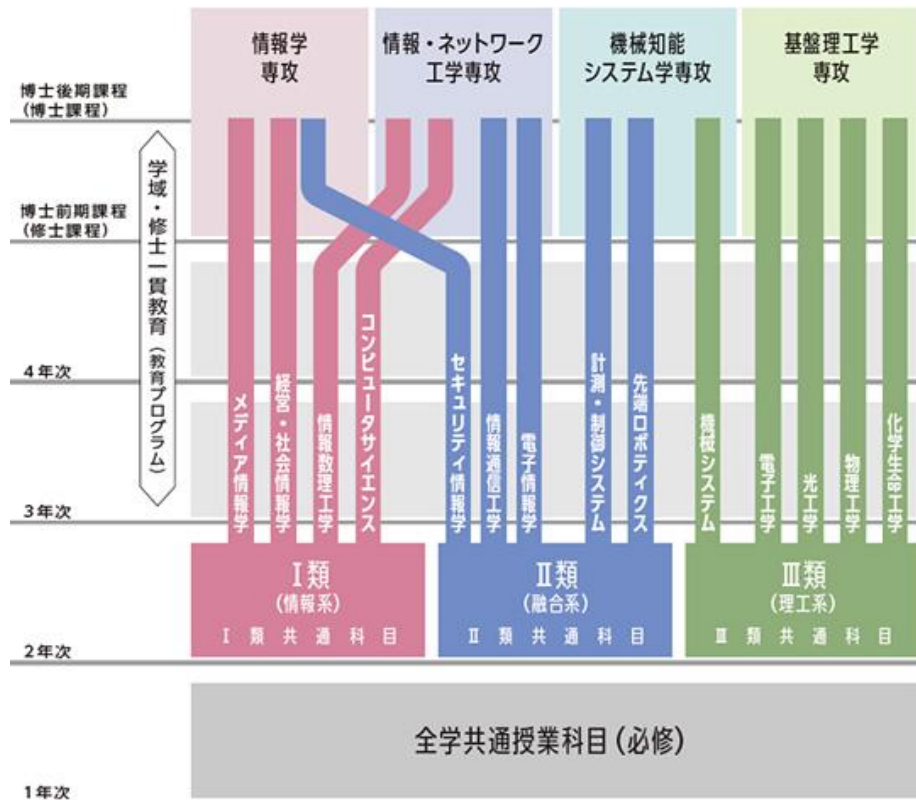 情報学
専攻
情報・ネットワーク
工学専攻
機械知能
システム学専攻
基盤理工学
専攻
博士後期課程
(博士課程)
博士前期課程
(修士課程)
学域・修士一貫教育(教育プログラム)
4年次
3年次
2年次
1年次
メディア情報学
経営・社会情報学
情報数理工学
コンピュータサイエンス
セキュリティ情報学
情報通信工学
電子情報学
計測・制御システム
先端ロボティクス
機械システム
電子工学
光工学
物理工学
化学生命工学
Ⅰ類
(情報系)
Ⅰ類共通科目
Ⅱ類
(融合系)
Ⅱ類共通科目
Ⅲ類
(理工系)
Ⅲ類共通科目
全学共通授業科目(必修)